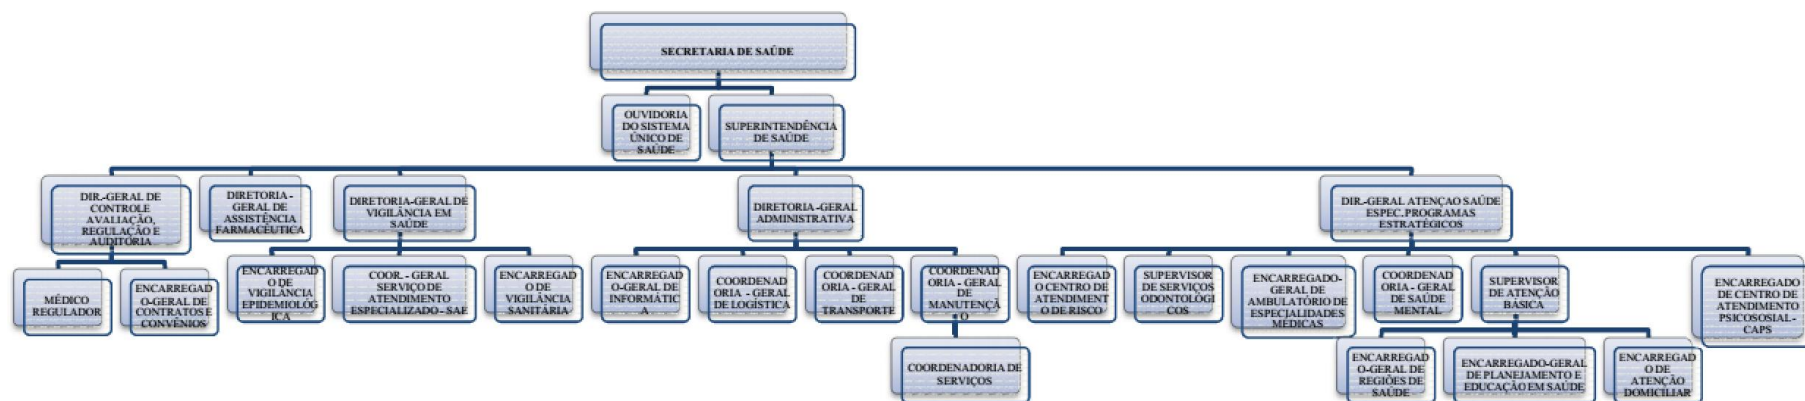 SECRETARIA DE SAÚDE
OUVIDORIA
DO SISTEMA
ÚNICO DE
SAÚDE
SUPERINTENDÊNCIA
DE SAÚDE
DIR.-GERAL DE
CONTROLE
AVALIAÇÃO,
REGULAÇÃO E
AUDITÓRIA
DIRETORIA -
GERAL DE
ASSISTÊNCIA
FARMACÊUTICA
DIRETORIA-GERAL DE
VIGILÂNCIA EM
SAÚDE
DIRETORIA -GERAL
ADMINISTRATIVA
DIR.-GERAL ATENÇAO SAÚDE
ESPEC. PROGRAMAS
ESTRATÉGICOS
MÉDICO
REGULADOR
ENCARREGAD
O-GERAL DE
CONTRATOS E
CONVÊNIOS
ENCARREGAD
O DE
VIGILÂNCIA
EPIDEMIOLÓG
ICA
COOR. - GERAL
SERVIÇO DE
ATENDIMENTO
ESPECIALIZADO - SAE
ENCARREGAD
O DE
VIGILÂNCIA
SANITÁRIA
ENCARREGAD
O-GERAL DE
INFORMÁTIC
A
COORDENAD
ORIA - GERAL
DE LOGÍSTICA
COORDENAD
ORIA - GERAL
DE
TRANSPORTE
COORDENAD
ORIA - GERAL
DE
MANUTENÇÃ
O
ENCARREGAD
O CENTRO DE
ATENDIMENT
O DE RISCO
SUPERVISOR
DE SERVIÇOS
ODONTOLÓGI
COS
ENCARREGADO-
GERAL DE
AMBULATÓRIO DE
ESPECIALIDADES
MÉDICAS
COORDENAD
ORIA - GERAL
DE SAÚDE
MENTAL
SUPERVISOR
DE ATENÇÃO
BÁSICA
ENCARREGADO
DE CENTRO DE
ATENDIMENTO
PSICOSOSIAL-
CAPS
COORDENADORIA DE
SERVIÇOS
ENCARREGAD
O-GERAL DE
REGIÕES DE
SAÚDE
ENCARREGADO-GERAL
DE PLANEJAMENTO E
EDUCAÇÃO EM SAÚDE
ENCARREGAD
O DE
ATENÇÃO
DOMICILIAR